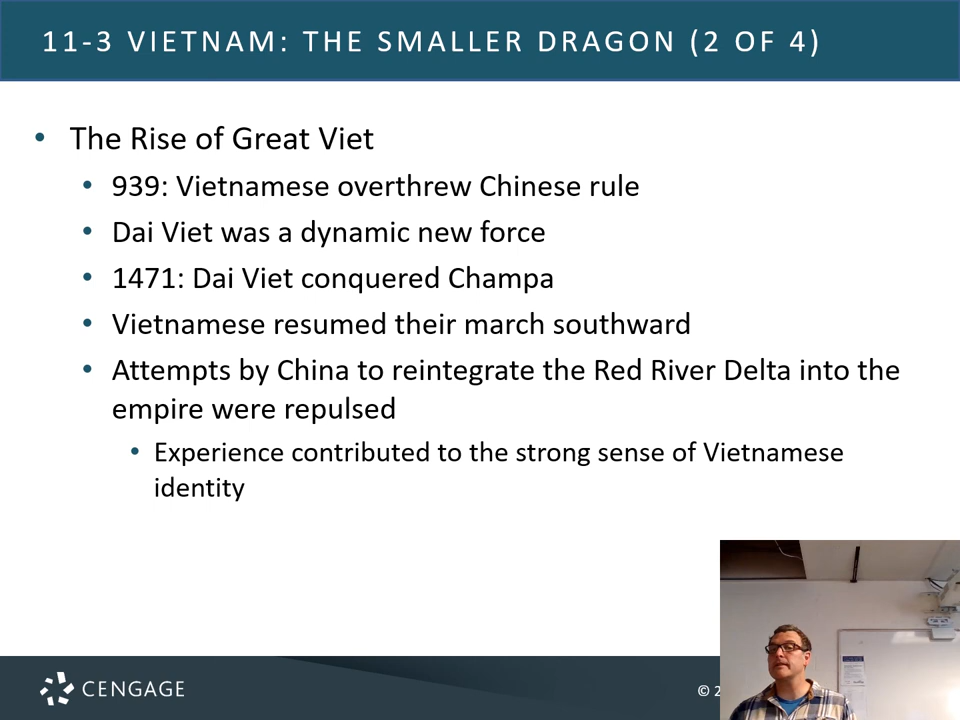 11-3 VIETNAM: THE SMALLER DRAGON (2 OF 4)
• The Rise of Great Viet
• 939: Vietnamese overthrew Chinese rule
• Dai Viet was a dynamic new force
• 1471: Dai Viet conquered Champa
• Vietnamese resumed their march southward
• Attempts by China to reintegrate the Red River Delta into the
empire were repulsed
• Experience contributed to the strong sense of Vietnamese
identity
CENGAGE
© 2